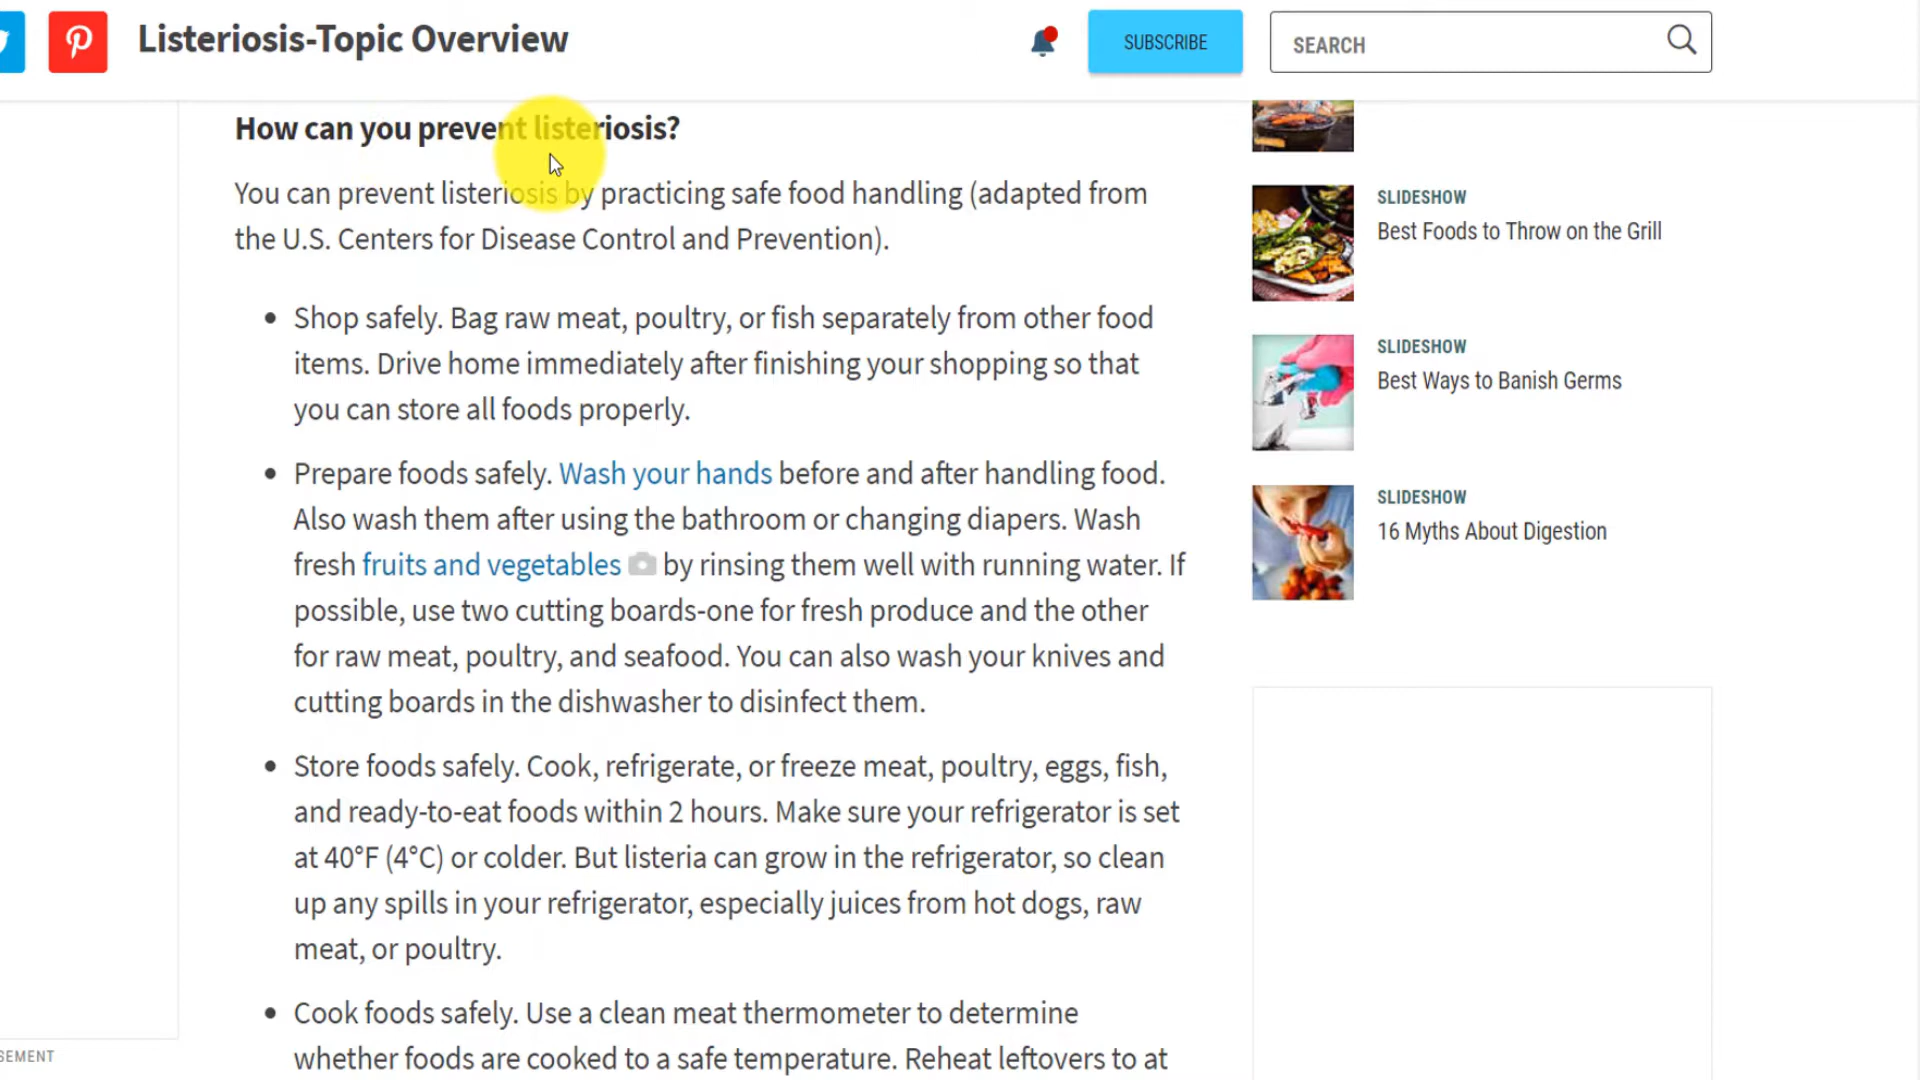 Listeriosis-Topic Overview
SUBSCRIBE
SEARCH
How can you prevent listeriosis?
You can prevent listeriosis by practicing safe food handling (adapted from
the U.S. Centers for Disease Control and Prevention).
Shop safely. Bag raw meat, poultry, or fish separately from other food
items. Drive home immediately after finishing your shopping so that
you can store all foods properly.
Prepare foods safely. Wash your hands before and after handling food.
Also wash them after using the bathroom or changing diapers. Wash
fresh fruits and vegetables by rinsing them well with running water. If
possible, use two cutting boards-one for fresh produce and the other
for raw meat, poultry, and seafood. You can also wash your knives and
cutting boards in the dishwasher to disinfect them.
Store foods safely. Cook, refrigerate, or freeze meat, poultry, eggs, fish,
and ready-to-eat foods within 2 hours. Make sure your refrigerator is set
at 40°F (4°C) or colder. But listeria can grow in the refrigerator, so clean
up any spills in your refrigerator, especially juices from hot dogs, raw
meat, or poultry.
Cook foods safely. Use a clean meat thermometer to determine
whether foods are cooked to a safe temperature. Reheat leftovers to at
SLIDESHOW
Best Foods to Throw on the Grill
SLIDESHOW
Best Ways to Banish Germs
SLIDESHOW
16 Myths About Digestion
SEMENT